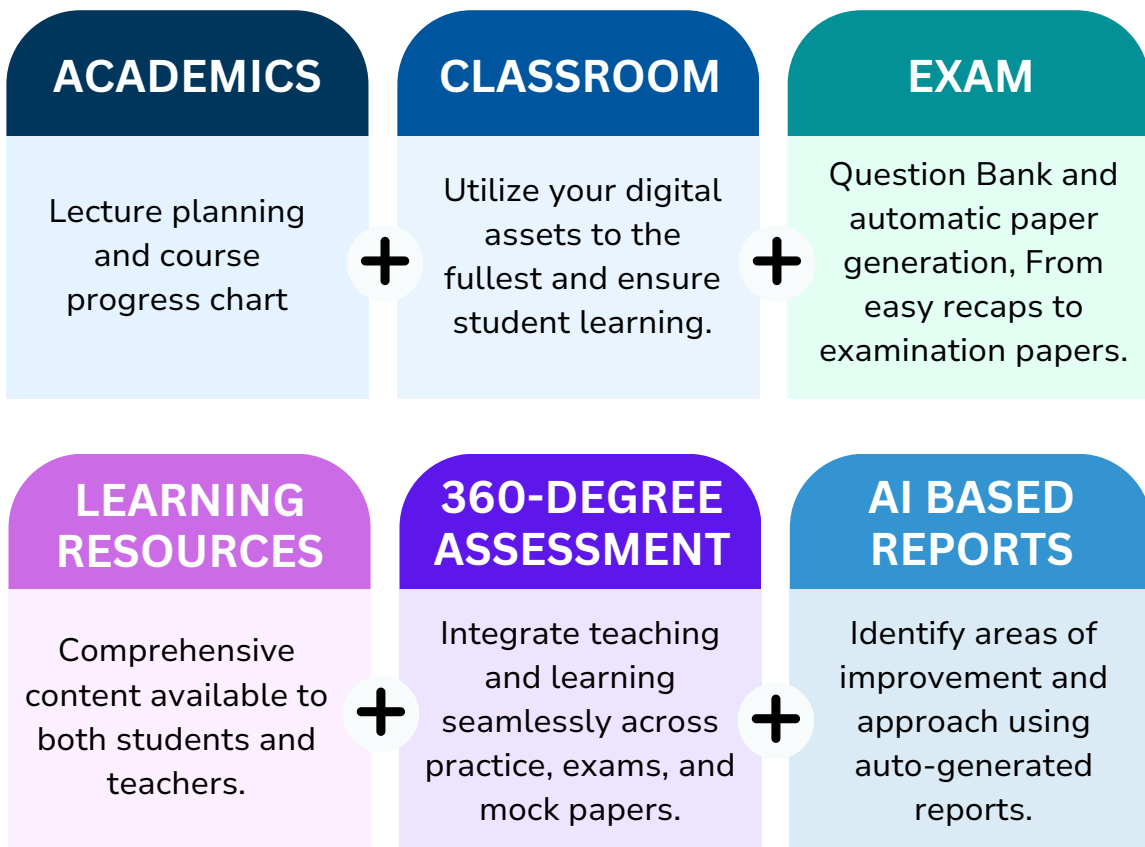 ACADEMICS
Lecture planning
and course
progress chart
+
CLASSROOM
Utilize your digital
assets to the
fullest and ensure
student learning.
+
EXAM
Question Bank and
automatic paper
generation, From
easy recaps to
examination papers.
LEARNING
RESOURCES
Comprehensive
content available to
both students and
teachers.
+
360-DEGREE
ASSESSMENT
Integrate teaching
and learning
seamlessly across
practice, exams, and
mock papers.
+
AI BASED
REPORTS
Identify areas of
improvement and
approach using
auto-generated
reports.